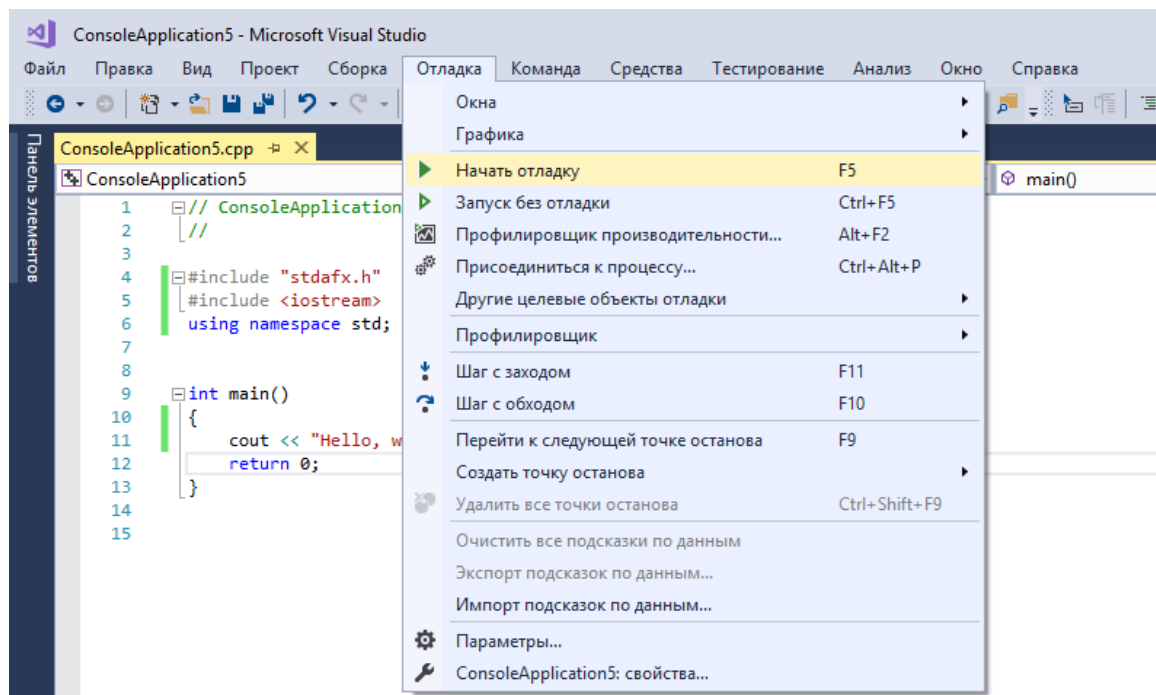 ConsoleApplication5 - Microsoft Visual Studio
Файл Правка Вид Проект Сборка Отладка Команда Средства Тестирование Анализ Окно Справка
Панель элементов
ConsoleApplication5.cpp
ConsoleApplication5
main()
1 // ConsoleApplication
2 //
3
4 #include "stdafx.h"
5 #include <iostream>
6 using namespace std;
7
8
9 int main()
10 {
11 cout << "Hello, w
12 return 0;
13 }
14
15
Окна
Графика
Начать отладку F5
Запуск без отладки Ctrl+F5
Профилировщик производительности... Alt+F2
Присоединиться к процессу... Ctrl+Alt+P
Другие целевые объекты отладки
Профилировщик
Шаг с заходом F11
Шаг с обходом F10
Перейти к следующей точке останова F9
Создать точку останова
Удалить все точки останова Ctrl+Shift+F9
Очистить все подсказки по данным
Экспорт подсказок по данным...
Импорт подсказок по данным...
Параметры...
ConsoleApplication5: свойства...